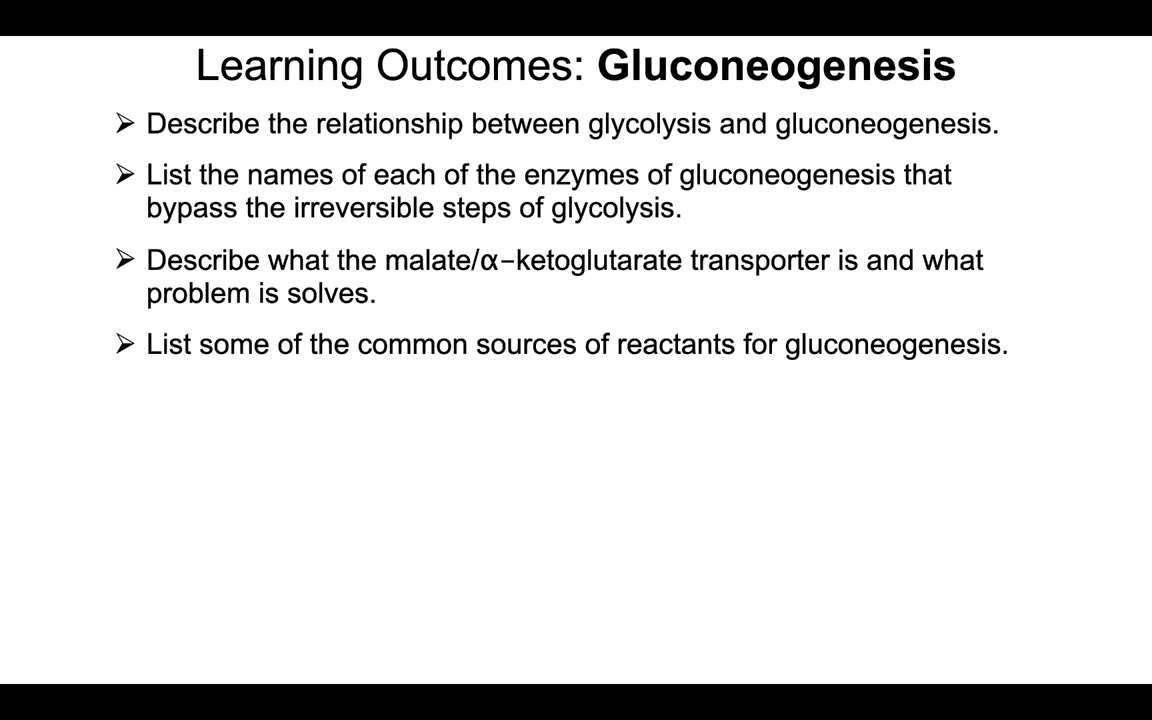 Learning Outcomes: Gluconeogenesis
➢ Describe the relationship between glycolysis and gluconeogenesis.
➢ List the names of each of the enzymes of gluconeogenesis that
bypass the irreversible steps of glycolysis.
➢ Describe what the malate/α–ketoglutarate transporter is and what
problem is solves.
➢ List some of the common sources of reactants for gluconeogenesis.